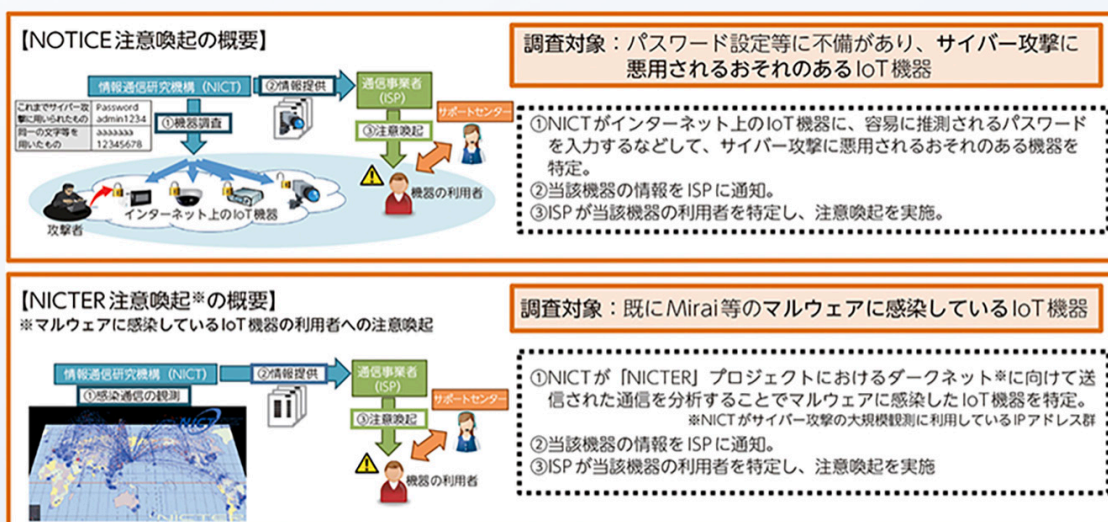 【NOTICE注意喚起の概要】
調査対象：パスワード設定等に不備があり、サイバー攻撃に
悪用されるおそれのあるIoT機器
情報通信研究機構（NICT）
②情報提供
通信事業者
（ISP）
これまでサイバー攻
撃に用いられたもの
Password
admin1234
同一の文字等を
用いたもの
aaaaaaa
12345678
①機器調査
③注意喚起
サポートセンター
機器の利用者
インターネット上のIoT機器
攻撃者
①NICTがインターネット上のIoT機器に、容易に推測されるパスワード
を入力するなどして、サイバー攻撃に悪用されるおそれのある機器を
特定。
②当該機器の情報をISPに通知。
③ISPが当該機器の利用者を特定し、注意喚起を実施。
【NICTER注意喚起※の概要】
※マルウェアに感染しているIoT機器の利用者への注意喚起
調査対象：既にMirai等のマルウェアに感染しているIoT機器
情報通信研究機構（NICT）
②情報提供
通信事業者
（ISP）
①感染通信の観測
③注意喚起
サポートセンター
機器の利用者
NICTER
①NICTが「NICTER」プロジェクトにおけるダークネット※に向けて送
信された通信を分析することでマルウェアに感染したIoT機器を特定。
※NICTがサイバー攻撃の大規模観測に利用しているIPアドレス群
②当該機器の情報をISPに通知。
③ISPが当該機器の利用者を特定し、注意喚起を実施